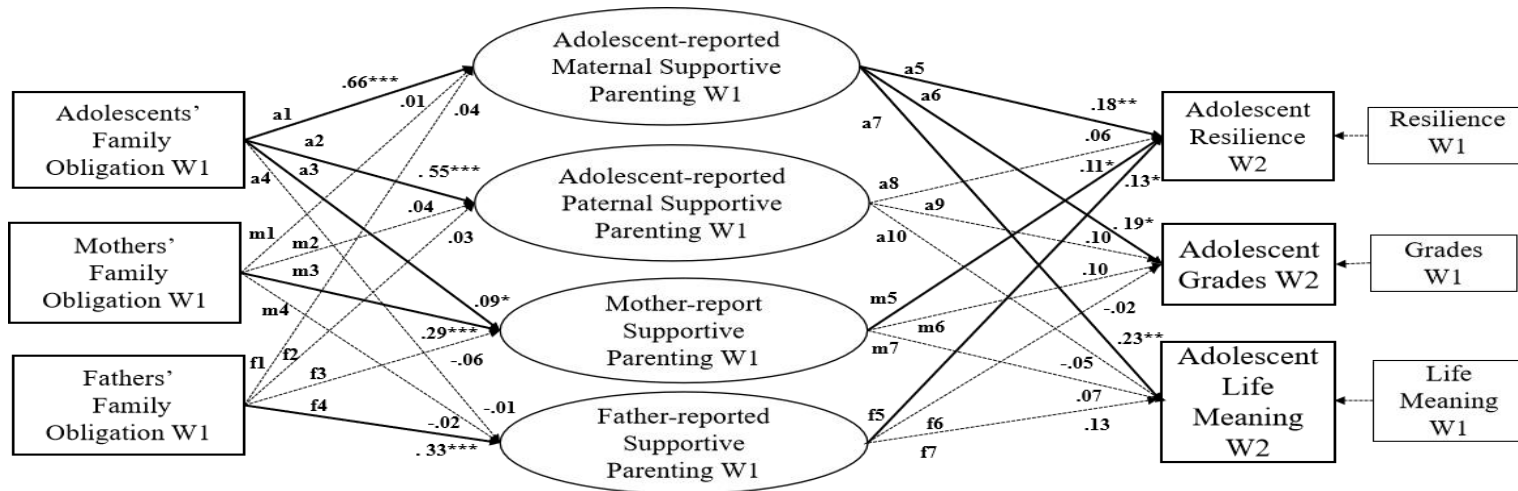 Adolescents'
Family
Obligation W1
Mothers'
Family
Obligation W1
Fathers'
Family
Obligation W1
a1
a2
a3
a4
m1
m2
m3
m4
f1
f2
f3
f4
.66***
.01
.04
. 55***
.04
.03
.09*
.29***
-.06
-.01
-.02
. 33***
Adolescent-reported
Maternal Supportive
Parenting W1
Adolescent-reported
Paternal Supportive
Parenting W1
Mother-report
Supportive
Parenting W1
Father-reported
Supportive
Parenting W1
a5
a6
a7
a8
a9
a10
m5
m6
m7
f5
f6
f7
.18**
.06
.11*
.13*
.19*
.10
.10
-.02
.23**
-.05
.07
.13
Adolescent
Resilience
W2
Adolescent
Grades W2
Adolescent
Life
Meaning
W2
Resilience
W1
Grades
W1
Life
Meaning
W1